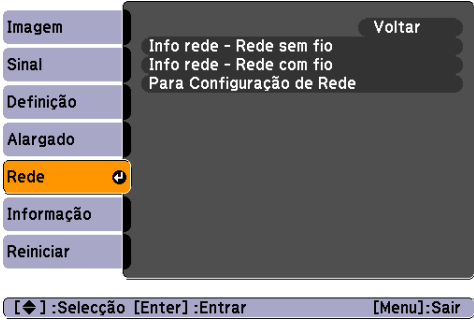 Imagem
Sinal
Definição
Alargado
Rede
Informação
Reiniciar
Voltar
Info rede - Rede sem fio
Info rede - Rede com fio
Para Configuração de Rede
[ ] :Selecção [Enter] :Entrar [Menu]:Sair